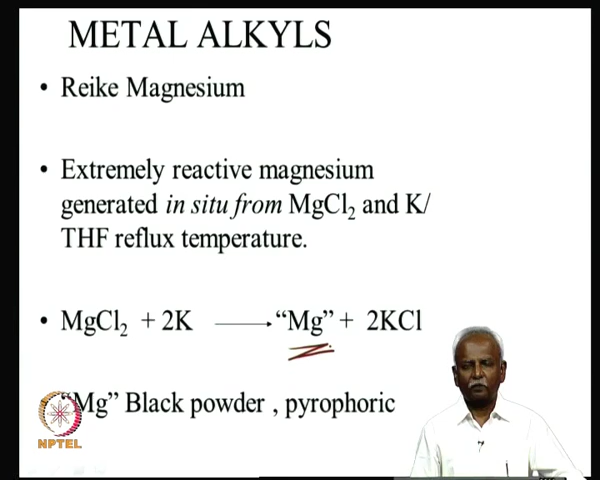 METAL ALKYLS
• Reike Magnesium
• Extremely reactive magnesium
generated in situ from MgCl₂ and K/
THF reflux temperature.
• MgCl₂ + 2K ⟶ “Mg” + 2KCl
“Mg” Black powder , pyrophoric
NPTEL